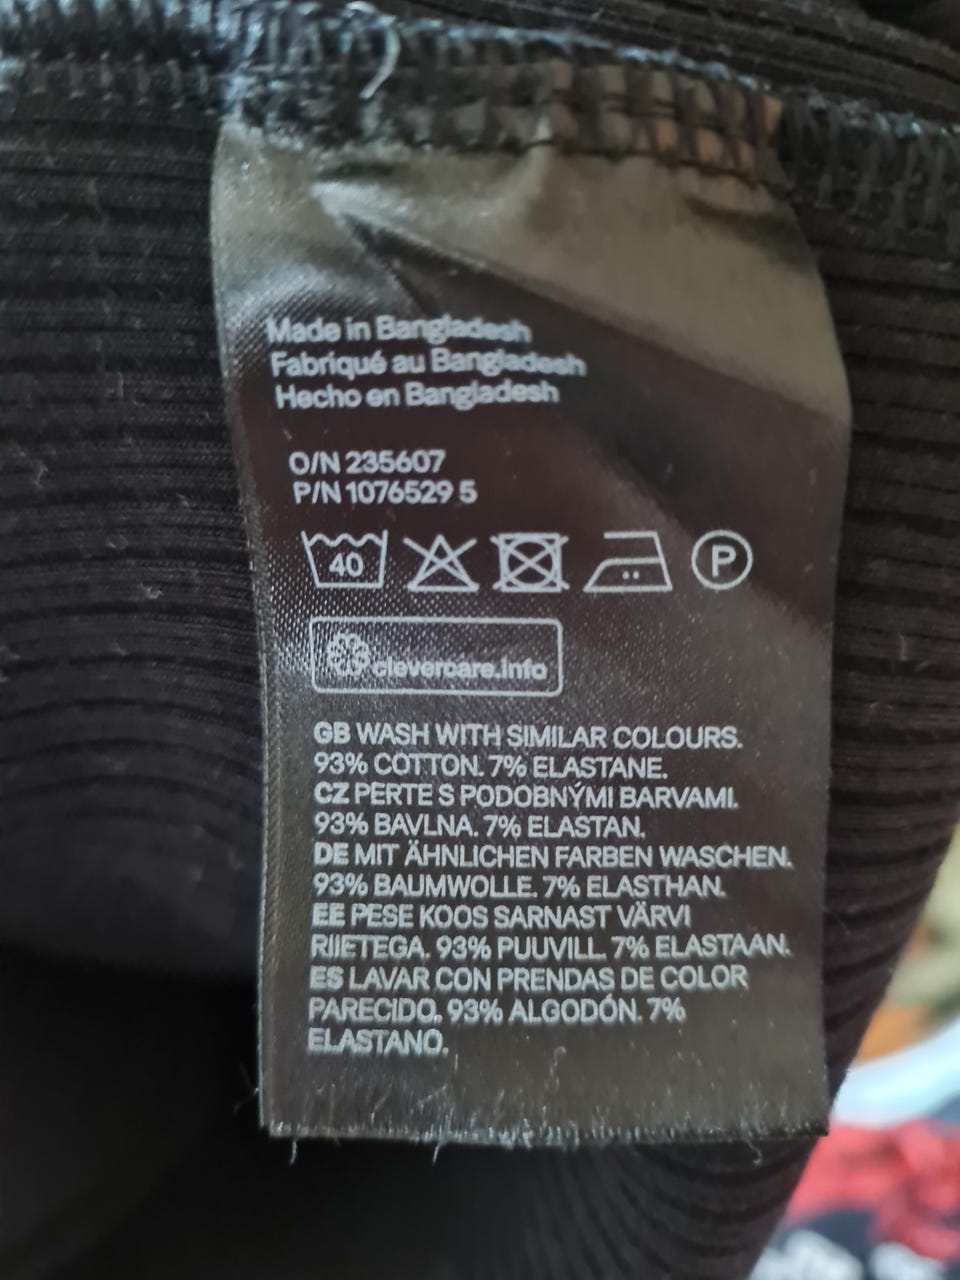 Made in Bangladesh
Fabriqué au Bangladesh
Hecho en Bangladesh
O/N 235607
P/N 1076529 5
40 P
clevercare.info
GB WASH WITH SIMILAR COLOURS.
93% COTTON. 7% ELASTANE.
CZ PERTE S PODOBNÝMI BARVAMI.
93% BAVLNA. 7% ELASTAN.
DE MIT ÄHNLICHEN FARBEN WASCHEN.
93% BAUMWOLLE. 7% ELASTHAN.
EE PESE KOOS SARNAST VÄRVI
RIIETEGA. 93% PUUVILL. 7% ELASTAAN.
ES LAVAR CON PRENDAS DE COLOR
PARECIDO. 93% ALGODÓN. 7%
ELASTANO.